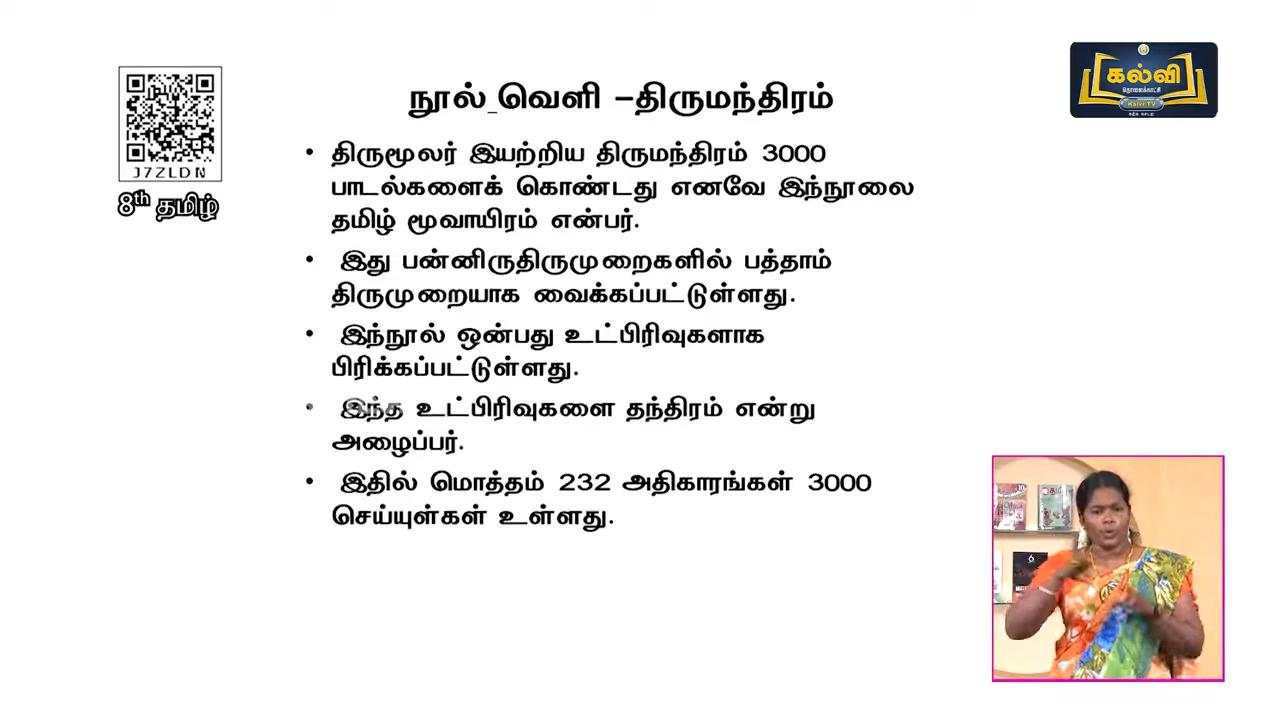 நூல்_வெளி –திருமந்திரம்
• திருமூலர் இயற்றிய திருமந்திரம் 3000
பாடல்களைக் கொண்டது எனவே இந்நூலை
தமிழ் மூவாயிரம் என்பர்.
• இது பன்னிருதிருமுறைகளில் பத்தாம்
திருமுறையாக வைக்கப்பட்டுள்ளது.
• இந்நூல் ஒன்பது உட்பிரிவுகளாக
பிரிக்கப்பட்டுள்ளது.
• இந்த உட்பிரிவுகளை தந்திரம் என்று
அழைப்பர்.
• இதில் மொத்தம் 232 அதிகாரங்கள் 3000
செய்யுள்கள் உள்ளது.
J7ZLDN
8th தமிழ்
கல்வி
தொலைக்காட்சி
Kalvi TV